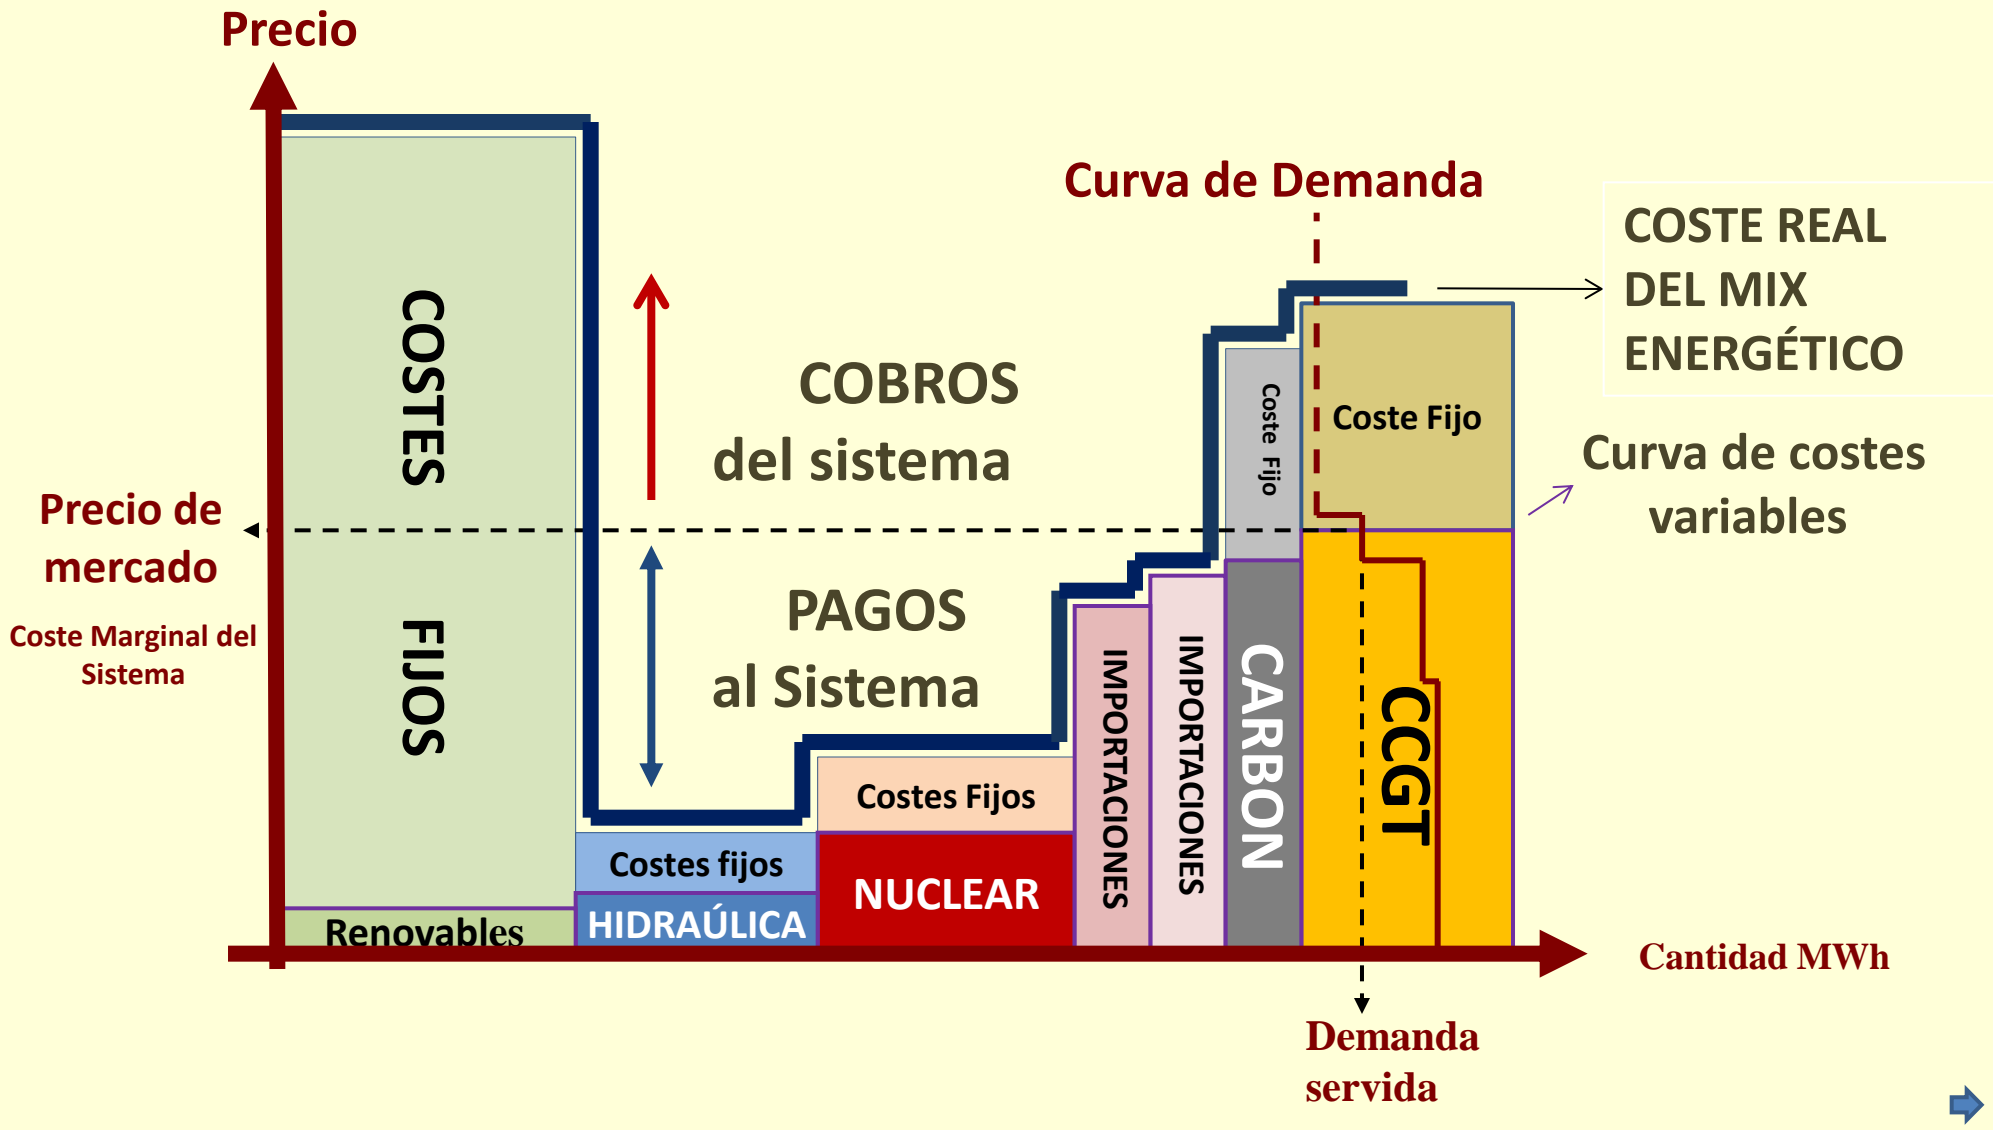 Precio
Curva de Demanda
COSTE REAL
DEL MIX
ENERGÉTICO
COSTES
FIJOS
COBROS
del sistema
Coste Fijo
Coste Fijo
Curva de costes
variables
Precio de
mercado
Coste Marginal del
Sistema
PAGOS
al Sistema
IMPORTACIONES
IMPORTACIONES
CARBON
CCGT
Costes Fijos
NUCLEAR
Costes fijos
HIDRAÚLICA
Renovables
Cantidad MWh
Demanda
servida